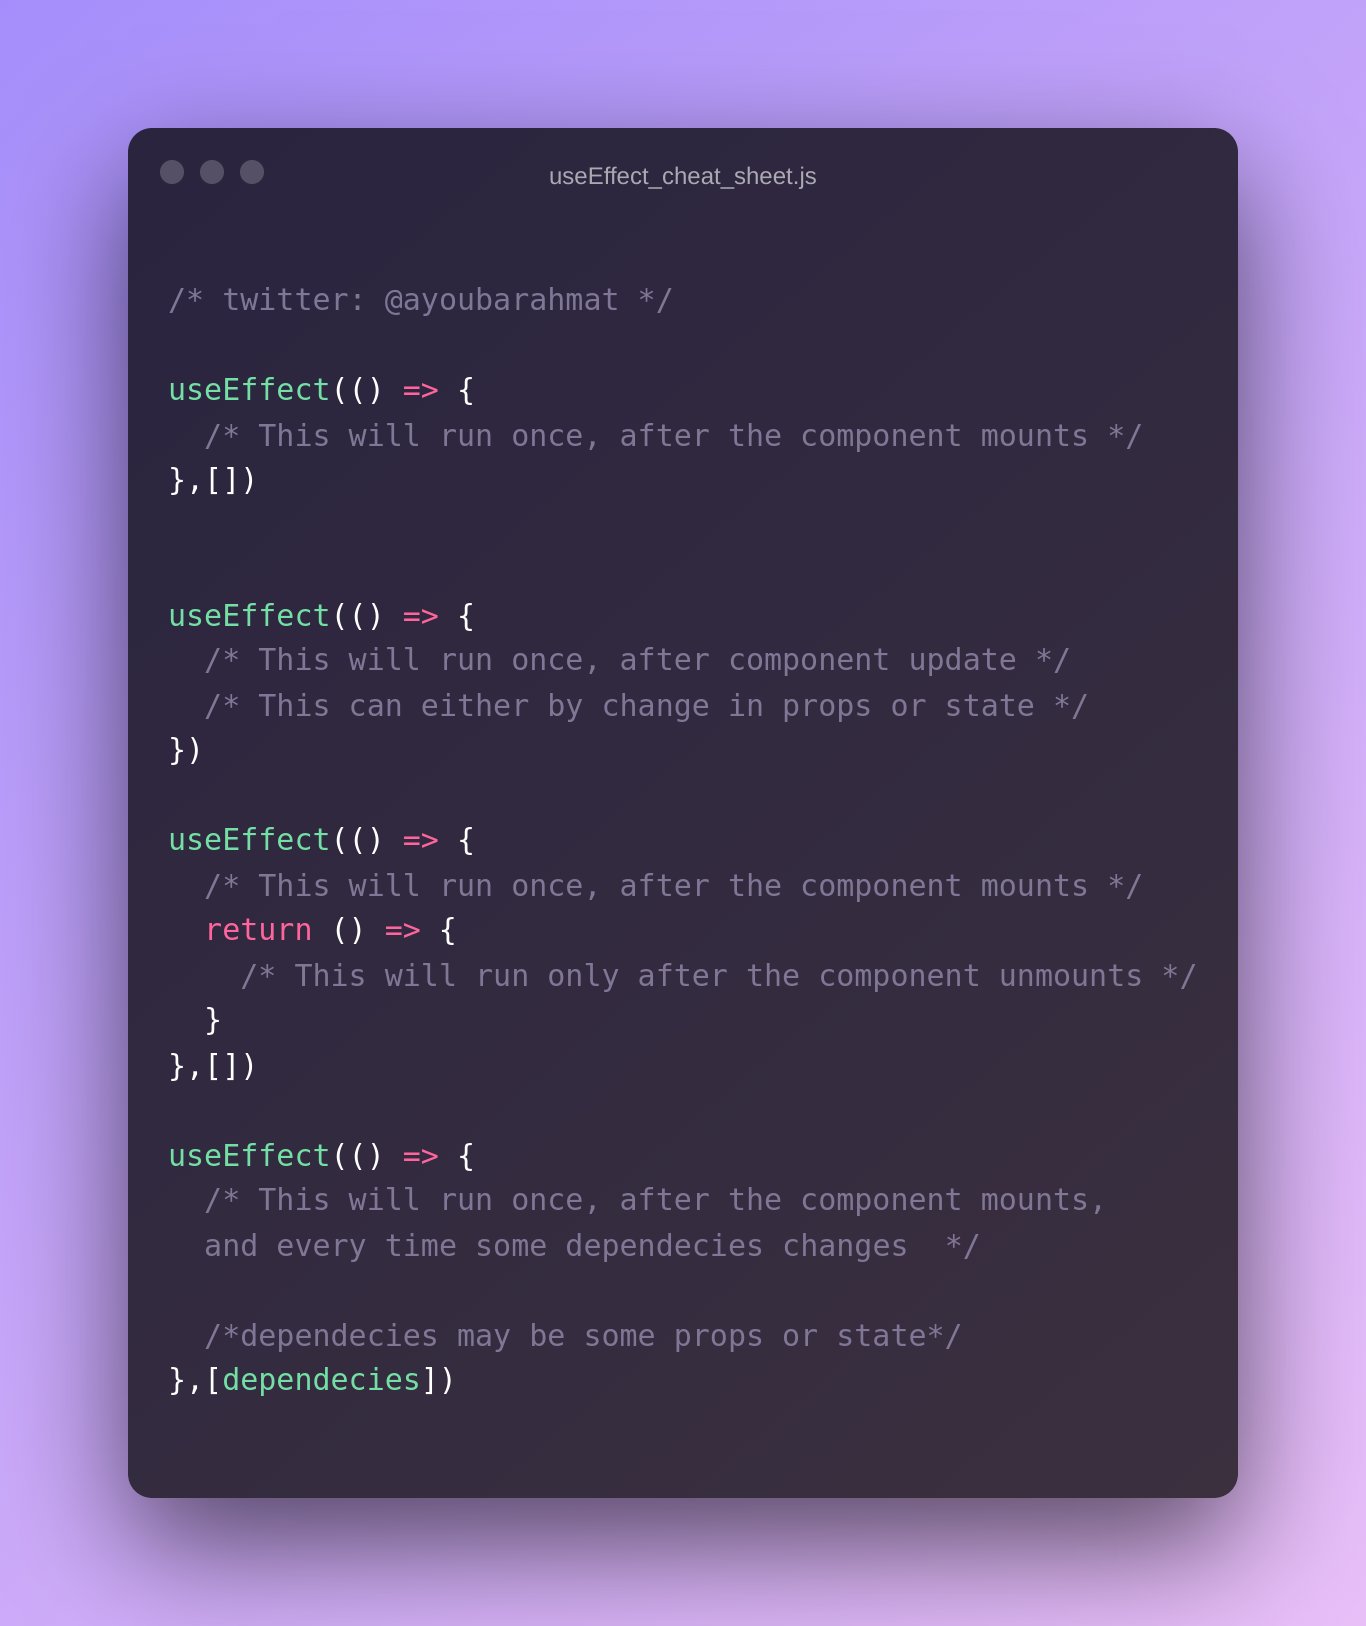 useEffect_cheat_sheet.js
/* twitter: @ayoubarahmat */
useEffect(() => {
  /* This will run once, after the component mounts */
},[])
useEffect(() => {
  /* This will run once, after component update */
  /* This can either by change in props or state */
})
useEffect(() => {
  /* This will run once, after the component mounts */
  return () => {
    /* This will run only after the component unmounts */
  }
},[])
useEffect(() => {
  /* This will run once, after the component mounts,
  and every time some dependecies changes  */
  /*dependecies may be some props or state*/
},[dependecies])